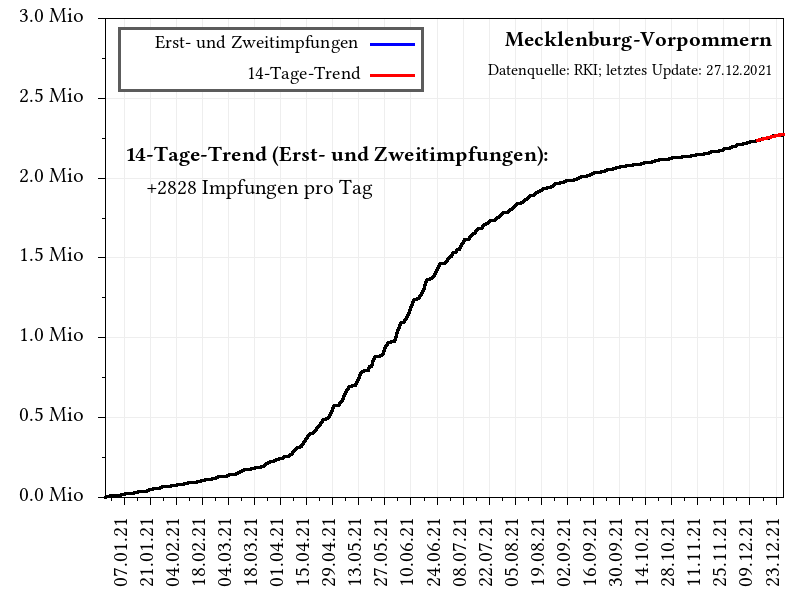 3.0 Mio
2.5 Mio
2.0 Mio
1.5 Mio
1.0 Mio
0.5 Mio
0.0 Mio
Erst- und Zweitimpfungen
14-Tage-Trend
Mecklenburg-Vorpommern
Datenquelle: RKI; letztes Update: 27.12.2021
14-Tage-Trend (Erst- und Zweitimpfungen):
+2828 Impfungen pro Tag
07.01.21
21.01.21
04.02.21
18.02.21
04.03.21
18.03.21
01.04.21
15.04.21
29.04.21
13.05.21
27.05.21
10.06.21
24.06.21
08.07.21
22.07.21
05.08.21
19.08.21
02.09.21
16.09.21
30.09.21
14.10.21
28.10.21
11.11.21
25.11.21
09.12.21
23.12.21